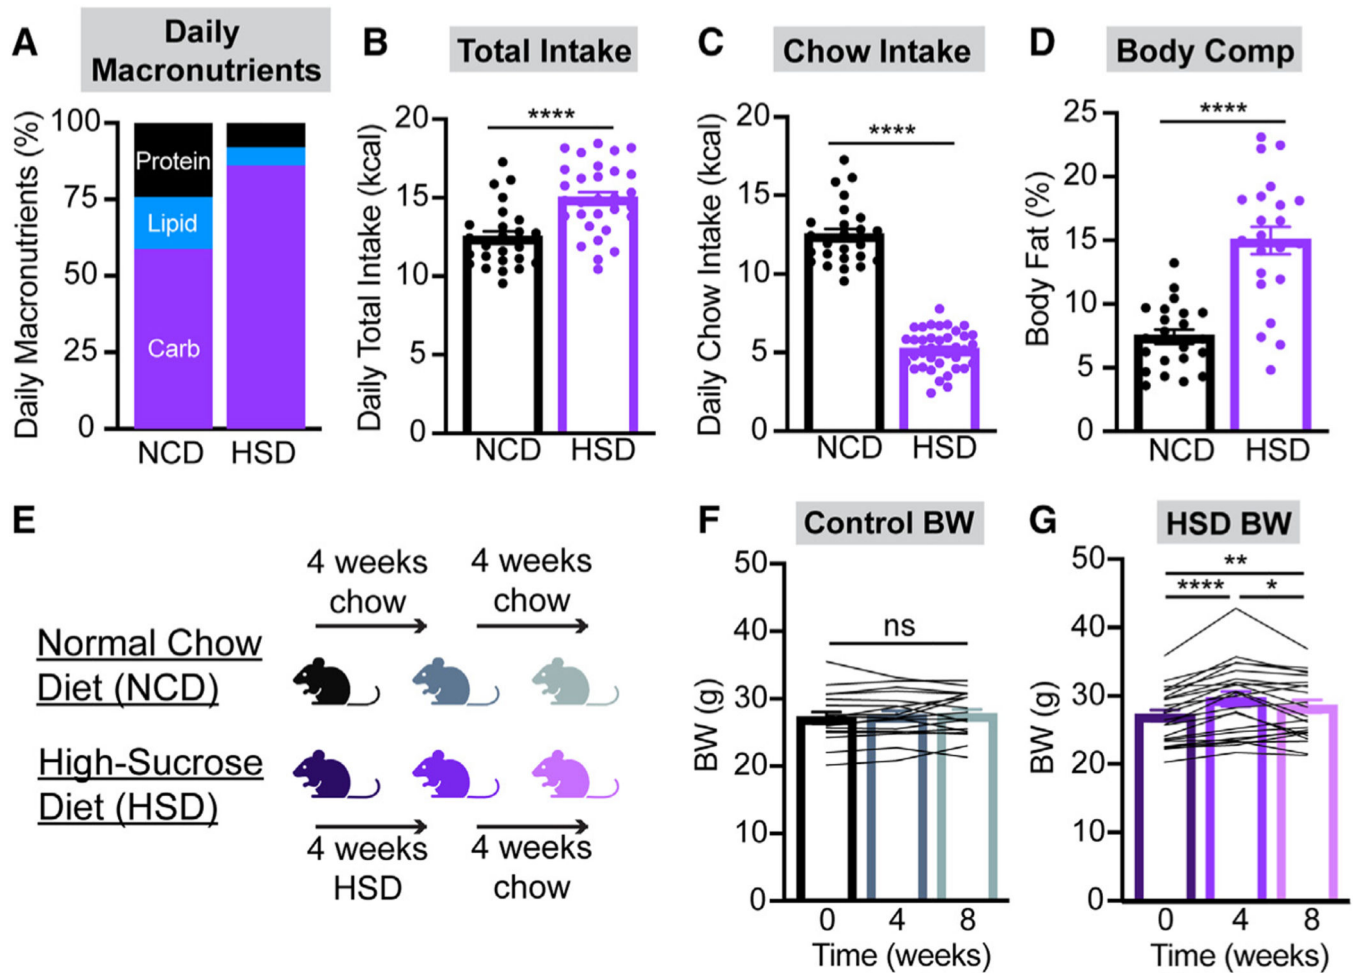 A
Daily
Macronutrients
Daily Macronutrients (%)
100
75
50
25
0
Protein
Lipid
Carb
NCD HSD
B
Total Intake
Daily Total Intake (kcal)
20
15
10
5
0
****
NCD HSD
C
Chow Intake
Daily Chow Intake (kcal)
20
15
10
5
0
****
NCD HSD
D
Body Comp
Body Fat (%)
25
20
15
10
5
0
****
NCD HSD
E
4 weeks
chow
4 weeks
chow
Normal Chow
Diet (NCD)
High-Sucrose
Diet (HSD)
4 weeks
HSD
4 weeks
chow
F
Control BW
BW (g)
50
40
30
20
10
0
ns
0 4 8
Time (weeks)
G
HSD BW
BW (g)
50
40
30
20
10
0
**
**** *
0 4 8
Time (weeks)